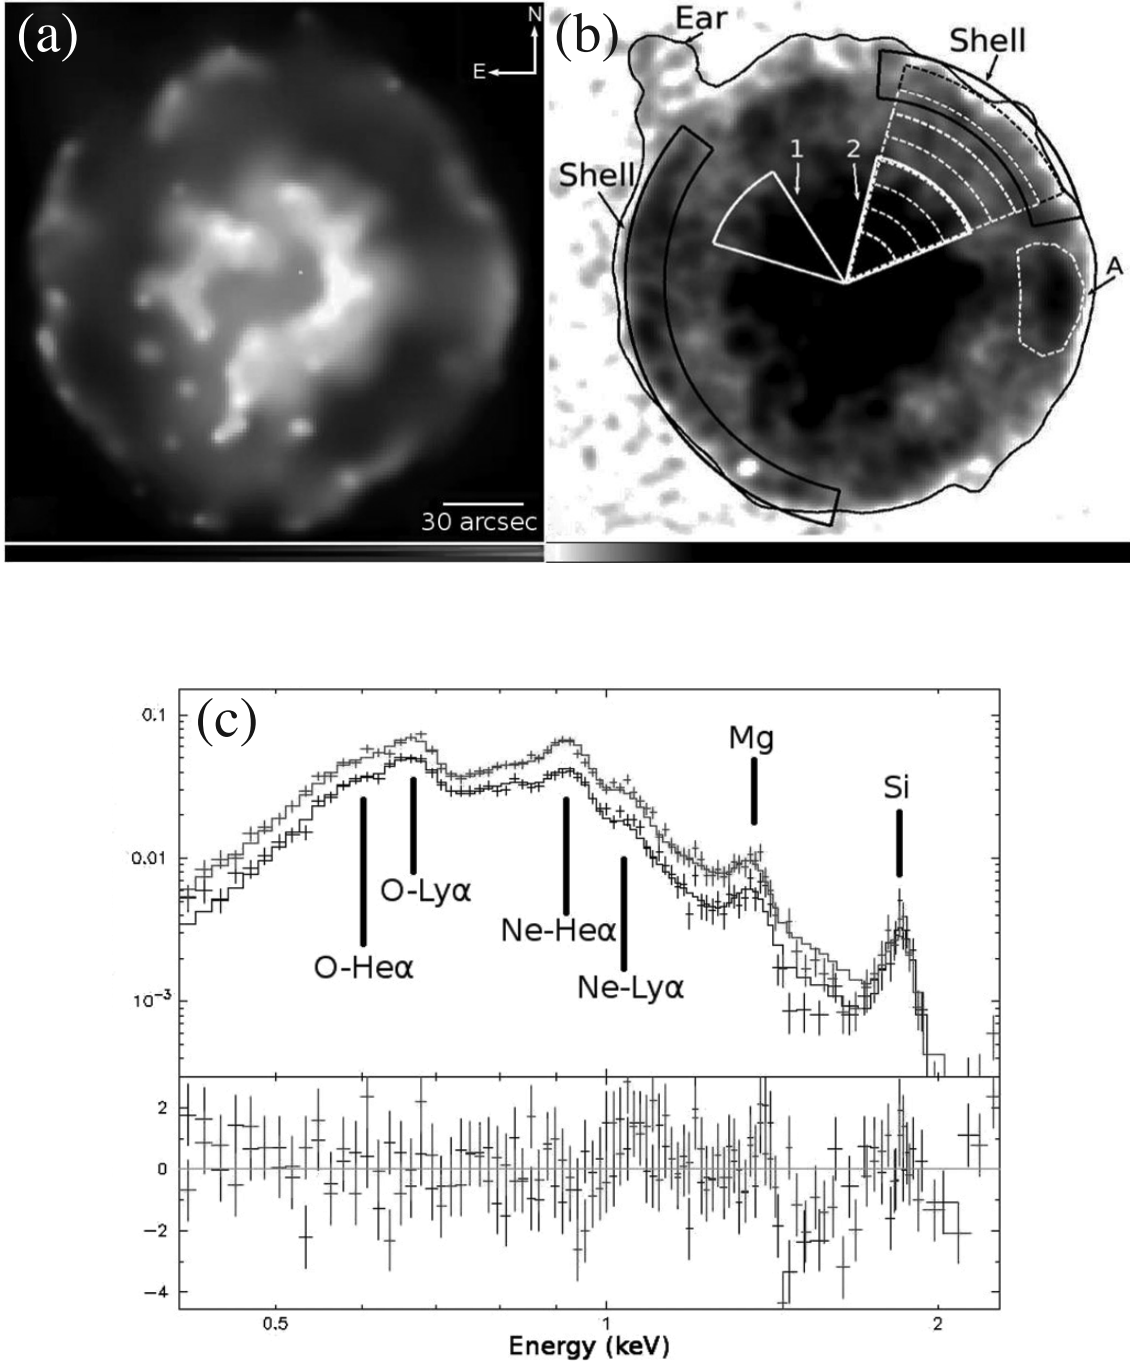 (a)
N
E
30 arcsec
(b)
Ear
Shell
Shell
1
2
A
(c)
0.1
0.01
10⁻³
Mg
Si
O-Lyα
O-Heα
Ne-Heα
Ne-Lyα
2
0
−2
−4
0.5
1
2
Energy (keV)